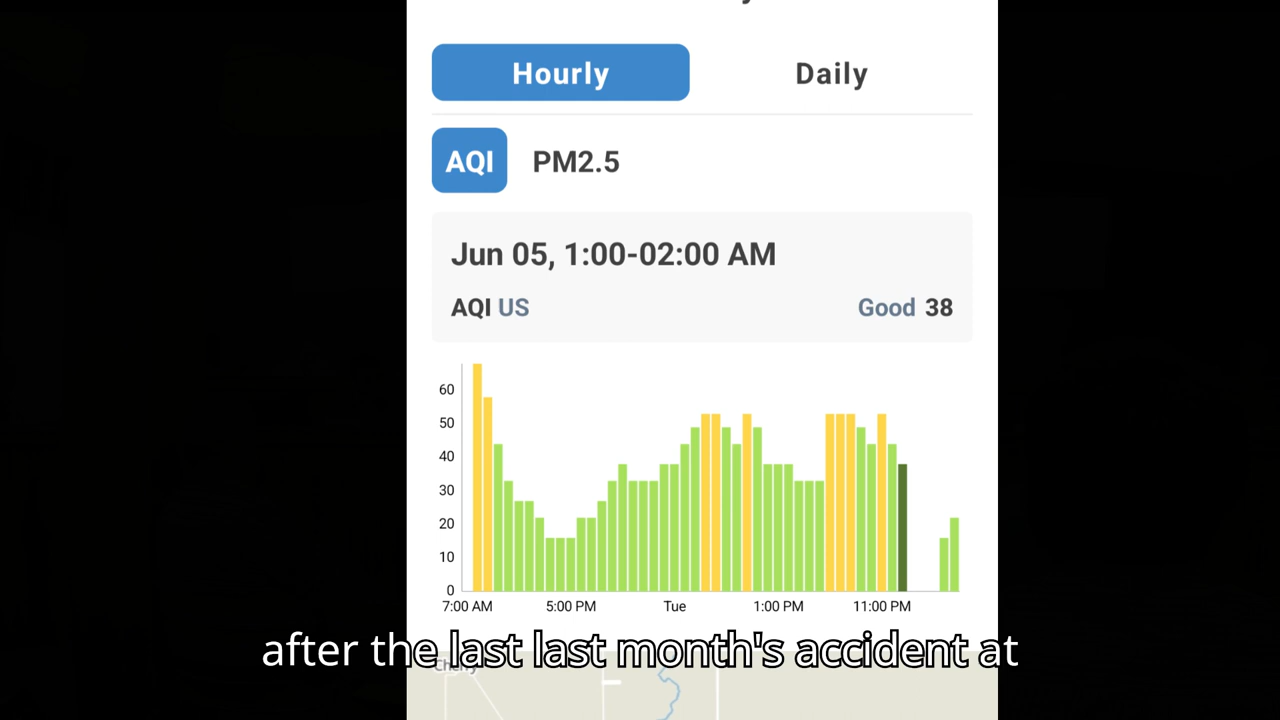 Hourly Daily
AQI PM2.5
Jun 05, 1:00-02:00 AM
AQI US Good 38
60
50
40
30
20
10
0
7:00 AM 5:00 PM Tue 1:00 PM 11:00 PM
after the last last month's accident at
Cherry